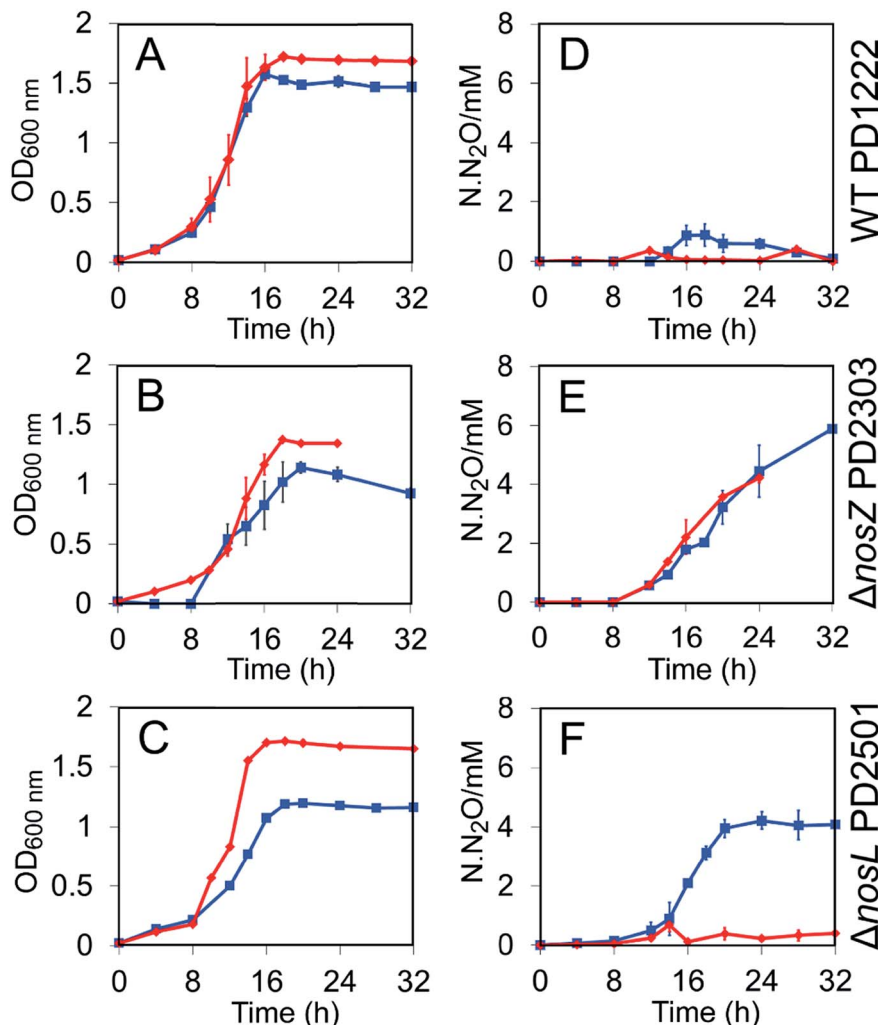 A
2
1.5
1
0.5
0
OD600 nm
0 8 16 24 32
Time (h)
D
8
6
4
2
0
N.N2O/mM
0 8 16 24 32
Time (h)
WT PD1222
B
2
1.5
1
0.5
0
OD600 nm
0 8 16 24 32
Time (h)
E
8
6
4
2
0
N.N2O/mM
0 8 16 24 32
Time (h)
ΔnosZ PD2303
C
2
1.5
1
0.5
0
OD600 nm
0 8 16 24 32
Time (h)
F
8
6
4
2
0
N.N2O/mM
0 8 16 24 32
Time (h)
ΔnosL PD2501